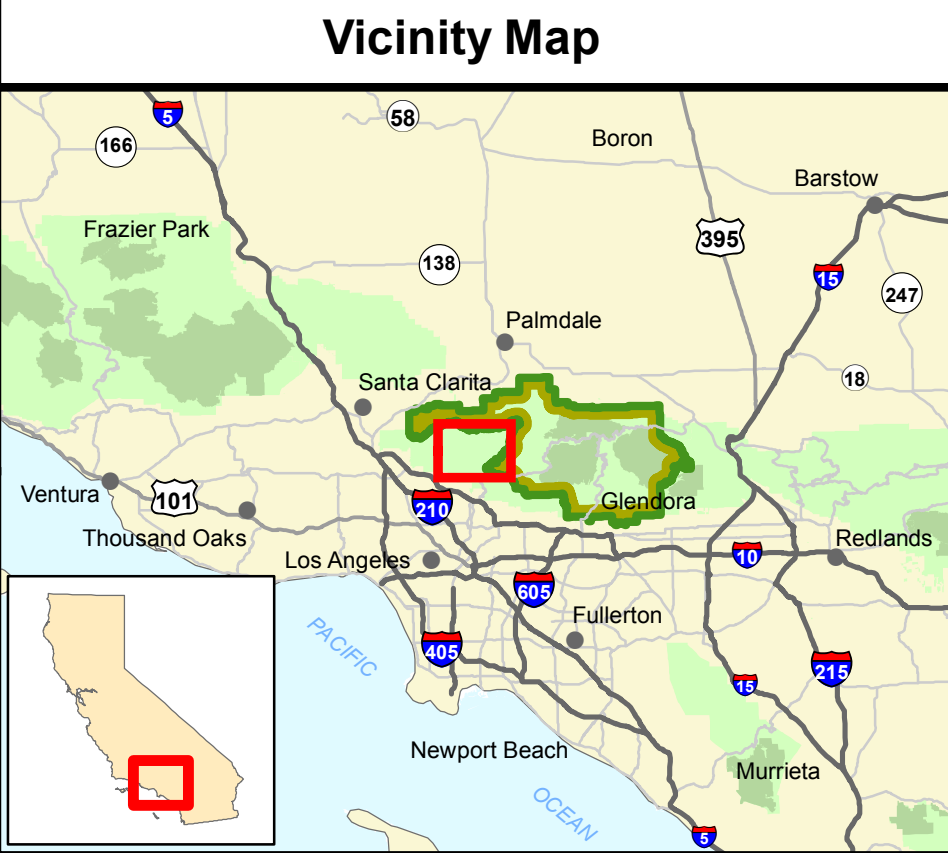 Vicinity Map
5
58
166
Boron
Barstow
Frazier Park
395
138
15
247
Palmdale
Santa Clarita
18
Ventura
101
210
Glendora
Thousand Oaks
Redlands
Los Angeles
10
605
Fullerton
PACIFIC
405
215
15
Newport Beach
Murrieta
OCEAN
5